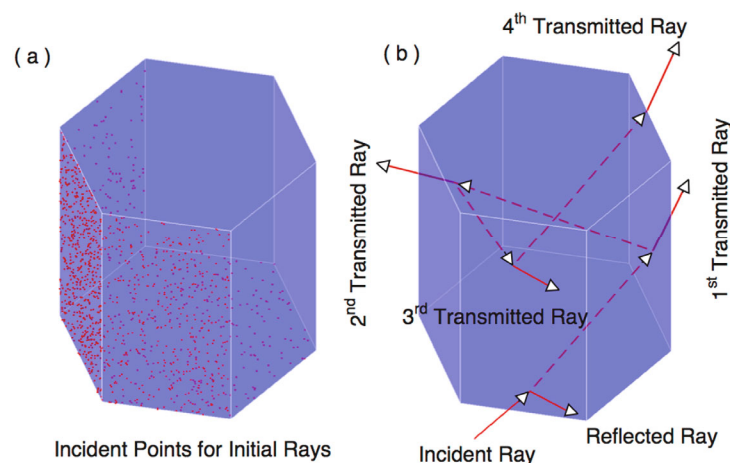 ( a )
Incident Points for Initial Rays
( b )
4th Transmitted Ray
2nd Transmitted Ray
1st Transmitted Ray
3rd Transmitted Ray
Incident Ray
Reflected Ray